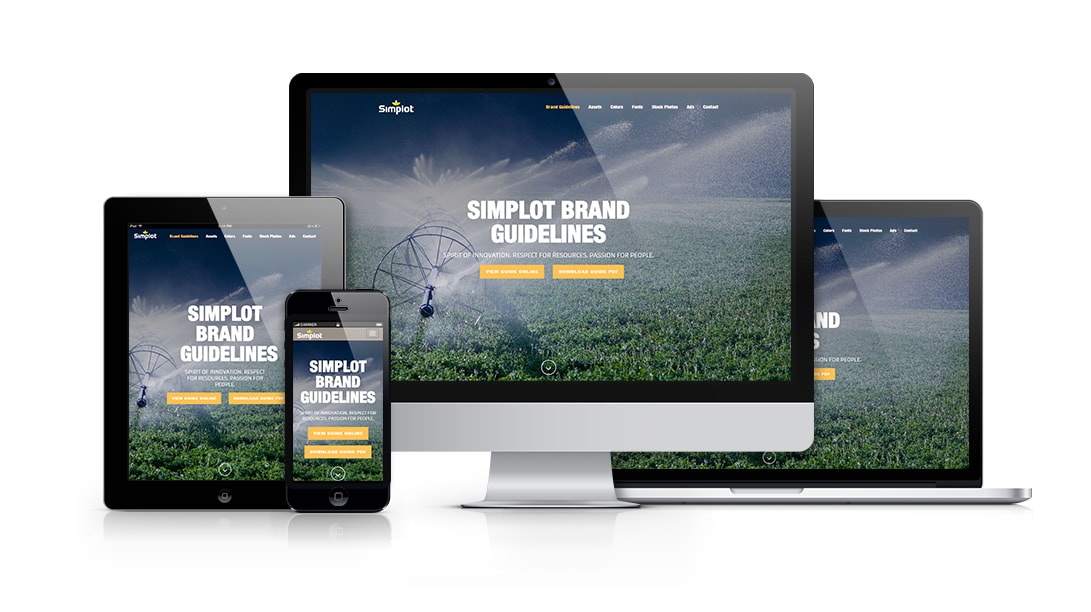 Simplot
Brand Guidelines Assets Colors Fonts Stock Photos Ads Contact
SIMPLOT BRAND
GUIDELINES
SPIRIT OF INNOVATION. RESPECT FOR RESOURCES. PASSION FOR PEOPLE.
VIEW GUIDE ONLINE DOWNLOAD GUIDE PDF
Simplot
Brand Guidelines Assets Colors Fonts Stock Photos Ads Contact
SIMPLOT
BRAND
GUIDELINES
SPIRIT OF INNOVATION. RESPECT
FOR RESOURCES. PASSION FOR
PEOPLE.
VIEW GUIDE ONLINE DOWNLOAD GUIDE PDF
CARRIER
Simplot
SIMPLOT
BRAND
GUIDELINES
SPIRIT OF INNOVATION. RESPECT FOR
RESOURCES. PASSION FOR PEOPLE.
VIEW GUIDE ONLINE
DOWNLOAD GUIDE PDF
Colors Fonts Stock Photos Ads Contact
AND
S
PASSION FOR PEOPLE.
PDF